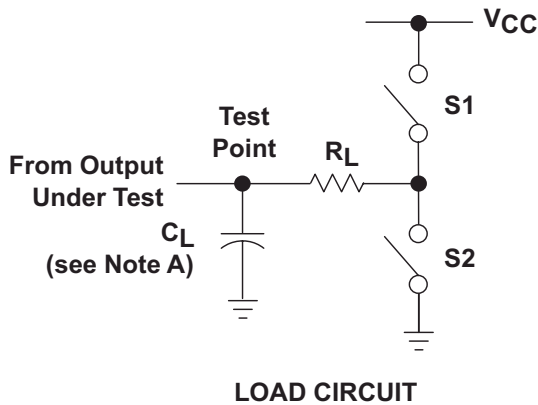 VCC
S1
Test
Point
RL
From Output
Under Test
CL
(see Note A)
S2
LOAD CIRCUIT